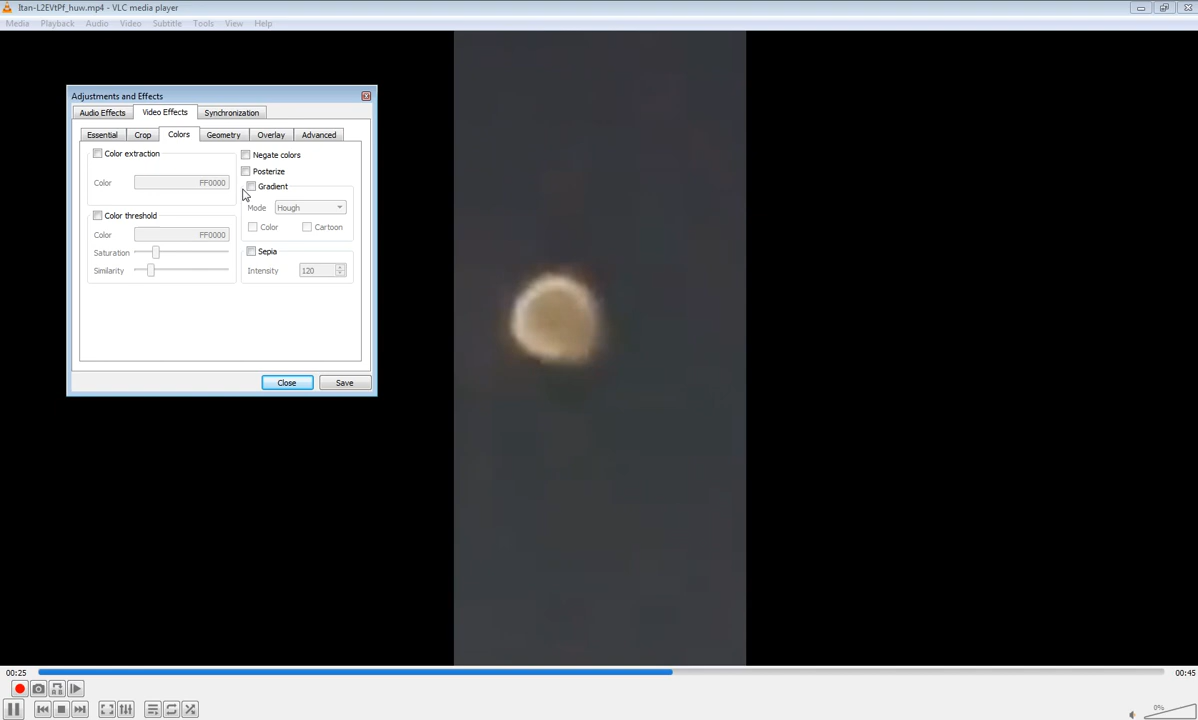 Itan-L2EVtPf_huw.mp4 - VLC media player
Media Playback Audio Video Subtitle Tools View Help
Adjustments and Effects
Audio Effects Video Effects Synchronization
Essential Crop Colors Geometry Overlay Advanced
Color extraction
Color FF0000
Color threshold
Color FF0000
Saturation
Similarity
Negate colors
Posterize
Gradient
Mode Hough
Color Cartoon
Sepia
Intensity 120
Close Save
00:25 00:45
0%